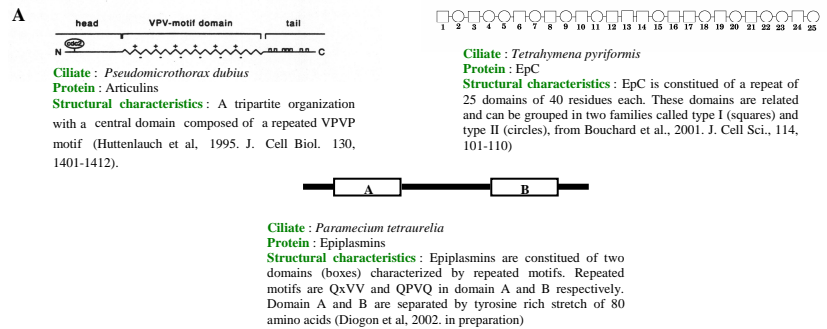 A
head VPV-motif domain tail
cdc2
N C
Ciliate : Pseudomicrothorax dubius
Protein : Articulins
Structural characteristics : A tripartite organization
with a central domain composed of a repeated VPVP
motif (Huttenlauch et al, 1995. J. Cell Biol. 130,
1401-1412).
1 2 3 4 5 6 7 8 9 10 11 12 13 14 15 16 17 18 19 20 21 22 23 24 25
Ciliate : Tetrahymena pyriformis
Protein : EpC
Structural characteristics : EpC is constitued of a repeat of
25 domains of 40 residues each. These domains are related
and can be grouped in two families called type I (squares) and
type II (circles), from Bouchard et al., 2001. J. Cell Sci., 114,
101-110)
A B
Ciliate : Paramecium tetraurelia
Protein : Epiplasmins
Structural characteristics : Epiplasmins are constitued of two
domains (boxes) characterized by repeated motifs. Repeated
motifs are QxVV and QPVQ in domain A and B respectively.
Domain A and B are separated by tyrosine rich stretch of 80
amino acids (Diogon et al, 2002. in preparation)